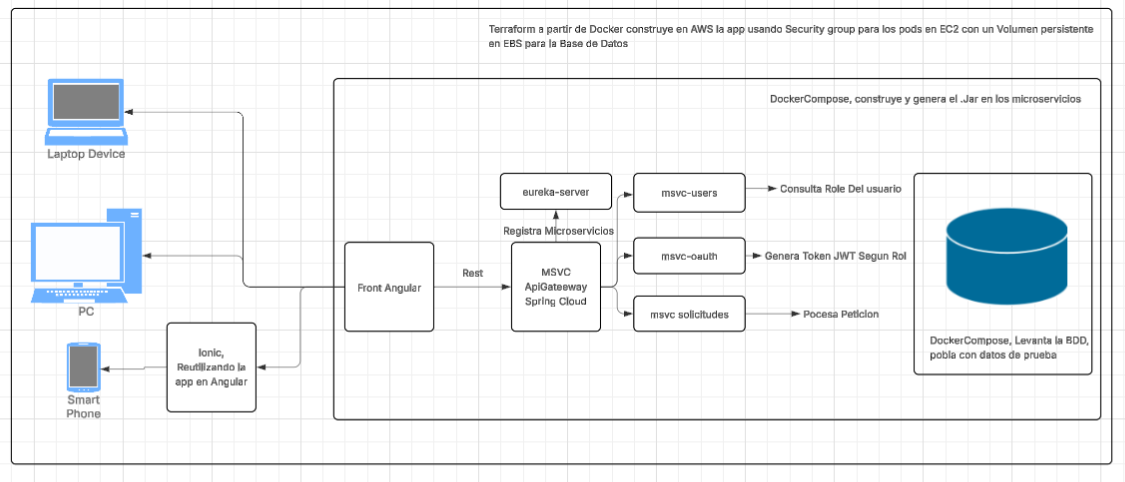 Terraform a partir de Docker construye en AWS la app usando Security group para los pods en EC2 con un Volumen persistente
en EBS para la Base de Datos
DockerCompose, construye y genera el .Jar en los microservicios
Laptop Device
eureka-server
msvc-users
Consulta Role Del usuario
Registra Microservicios
msvc-oauth
Genera Token JWT Segun Rol
Front Angular
Rest
MSVC
ApiGateeway
Spring Cloud
PC
msvc solicitudes
Pocesa Peticion
Ionic,
Reutilizando la
app en Angular
DockerCompose, Levanta la BDD,
pobla con datos de prueba
Smart
Phone